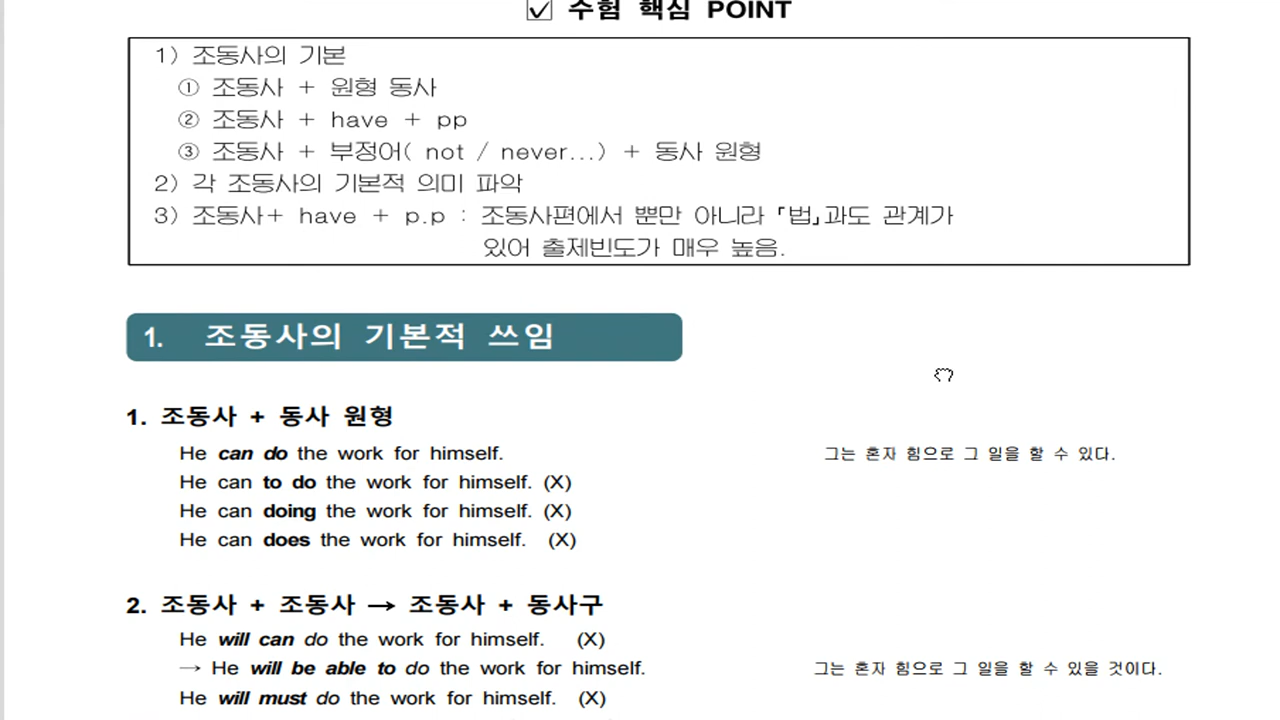 ☑ 수험 핵심 POINT
1) 조동사의 기본
① 조동사 + 원형 동사
② 조동사 + have + pp
③ 조동사 + 부정어( not / never...) + 동사 원형
2) 각 조동사의 기본적 의미 파악
3) 조동사+ have + p.p : 조동사편에서 뿐만 아니라 「법」과도 관계가
있어 출제빈도가 매우 높음.
1. 조동사의 기본적 쓰임
1. 조동사 + 동사 원형
He can do the work for himself. 그는 혼자 힘으로 그 일을 할 수 있다.
He can to do the work for himself. (X)
He can doing the work for himself. (X)
He can does the work for himself. (X)
2. 조동사 + 조동사 → 조동사 + 동사구
He will can do the work for himself. (X)
→ He will be able to do the work for himself. 그는 혼자 힘으로 그 일을 할 수 있을 것이다.
He will must do the work for himself. (X)